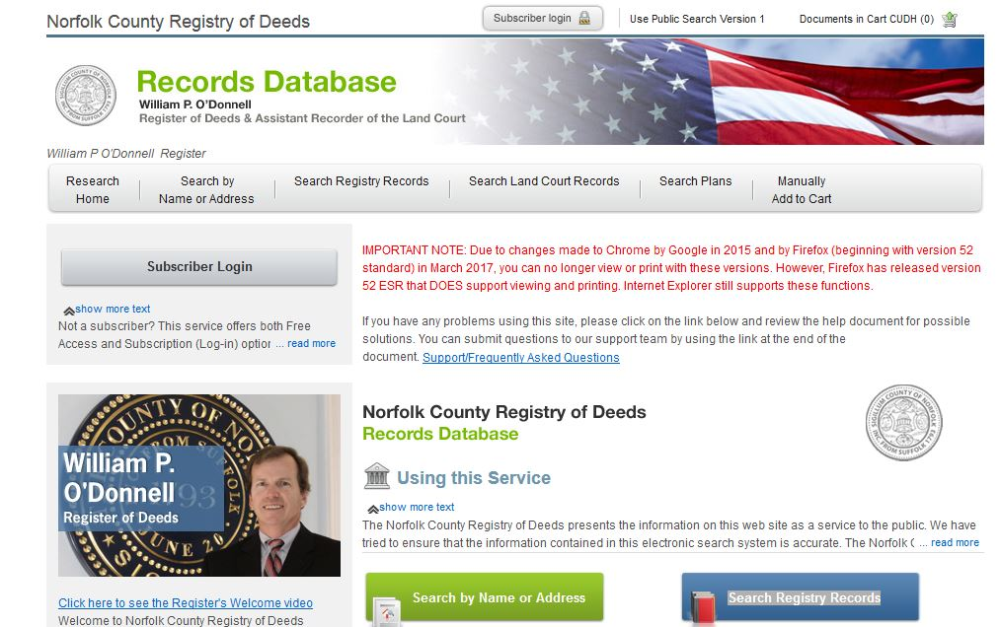 Norfolk County Registry of Deeds
Subscriber login
Use Public Search Version 1
Documents in Cart CUDH (0)
Records Database
William P. O'Donnell
Register of Deeds & Assistant Recorder of the Land Court
William P O'Donnell Register
Research
Home
Search by
Name or Address
Search Registry Records
Search Land Court Records
Search Plans
Manually
Add to Cart
Subscriber Login
show more text
Not a subscriber? This service offers both Free
Access and Subscription (Log-in) option ... read more
IMPORTANT NOTE: Due to changes made to Chrome by Google in 2015 and by Firefox (beginning with version 52
standard) in March 2017, you can no longer view or print with these versions. However, Firefox has released version
52 ESR that DOES support viewing and printing. Internet Explorer still supports these functions.
If you have any problems using this site, please click on the link below and review the help document for possible
solutions. You can submit questions to our support team by using the link at the end of the
document. Support/Frequently Asked Questions
COUNTY OF NORFOLK
FROM SUFFOLK
1793
JUNE 20
William P.
O'Donnell
Register of Deeds
Click here to see the Register's Welcome video
Welcome to Norfolk County Registry of Deeds
Norfolk County Registry of Deeds
Records Database
Using this Service
show more text
The Norfolk County Registry of Deeds presents the information on this web site as a service to the public. We have
tried to ensure that the information contained in this electronic search system is accurate. The Norfolk C ... read more
Search by Name or Address
Search Registry Records